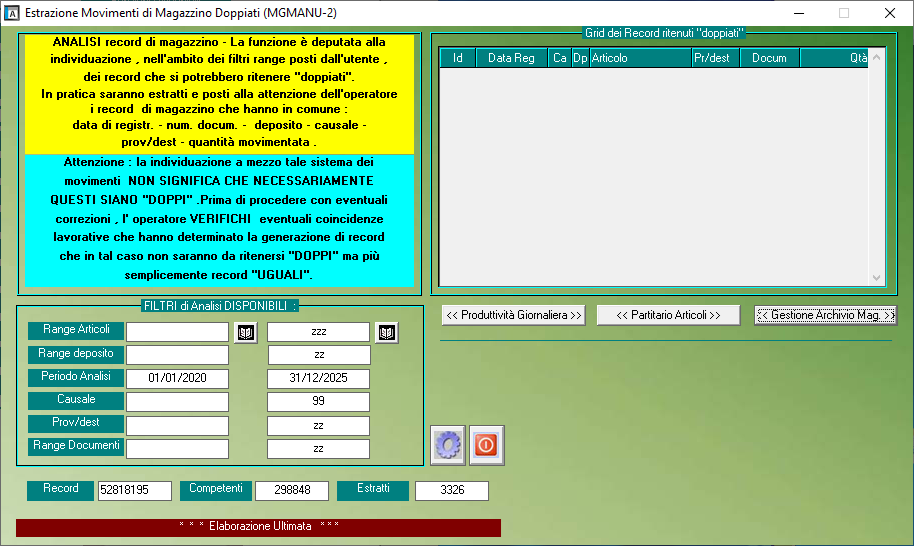 Estrazione Movimenti di Magazzino Doppiati (MGMANU-2)
ANALISI record di magazzino - La funzione è deputata alla
individuazione , nell'ambito dei filtri range posti dall'utente ,
dei record che si potrebbero ritenere "doppiati".
In pratica saranno estratti e posti alla attenzione dell'operatore
i record di magazzino che hanno in comune :
data di registr. - num. docum. - deposito - causale -
prov/dest - quantità movimentata .
Attenzione : la individuazione a mezzo tale sistema dei
movimenti NON SIGNIFICA CHE NECESSARIAMENTE
QUESTI SIANO "DOPPI" .Prima di procedere con eventuali
correzioni , l' operatore VERIFICHI eventuali coincidenze
lavorative che hanno determinato la generazione di record
che in tal caso non saranno da ritenersi "DOPPI" ma più
semplicemente record "UGUALI".
Grid dei Record ritenuti "doppiati"
Id Data Reg Ca Dp Articolo Pr/dest Docum Qtà
FILTRI di Analisi DISPONIBILI :
Range Articoli zzz
Range deposito zz
Periodo Analisi 01/01/2020 31/12/2025
Causale 99
Prov/dest zz
Range Documenti zz
<< Produttività Giornaliera >> << Partitario Articoli >> << Gestione Archivio Mag. >>
Record 52818195 Competenti 298848 Estratti 3326
* * * Elaborazione Ultimata * * *